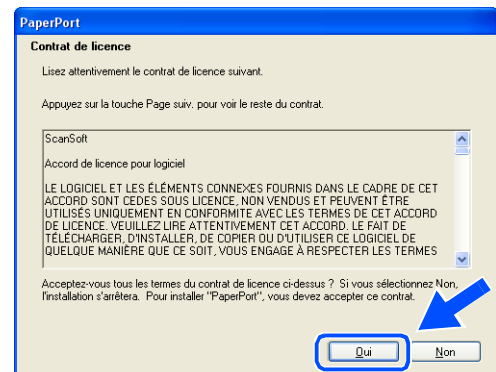 PaperPort
Contrat de licence
Lisez attentivement le contrat de licence suivant.
Appuyez sur la touche Page suiv. pour voir le reste du contrat.
ScanSoft
Accord de licence pour logiciel
LE LOGICIEL ET LES ÉLÉMENTS CONNEXES FOURNIS DANS LE CADRE DE CET
ACCORD SONT CEDES SOUS LICENCE, NON VENDUS ET PEUVENT ÊTRE
UTILISÉS UNIQUEMENT EN CONFORMITE AVEC LES TERMES DE CET ACCORD
DE LICENCE. VEUILLEZ LIRE ATTENTIVEMENT CET ACCORD. LE FAIT DE
TÉLÉCHARGER, D'INSTALLER, DE COPIER OU D'UTILISER CE LOGICIEL DE
QUELQUE MANIÈRE QUE CE SOIT, VOUS ENGAGE À RESPECTER LES TERMES
Acceptez-vous tous les termes du contrat de licence ci-dessus ? Si vous sélectionnez Non,
l'installation s'arrêtera. Pour installer "PaperPort", vous devez accepter ce contrat.
Oui Non